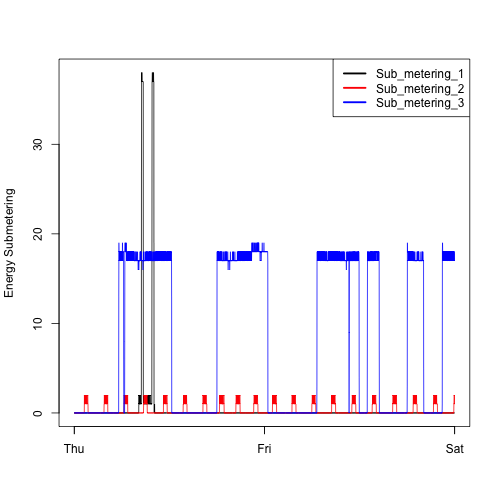 Sub_metering_1
Sub_metering_2
Sub_metering_3
Energy Submetering
30
20
10
0
Thu Fri Sat